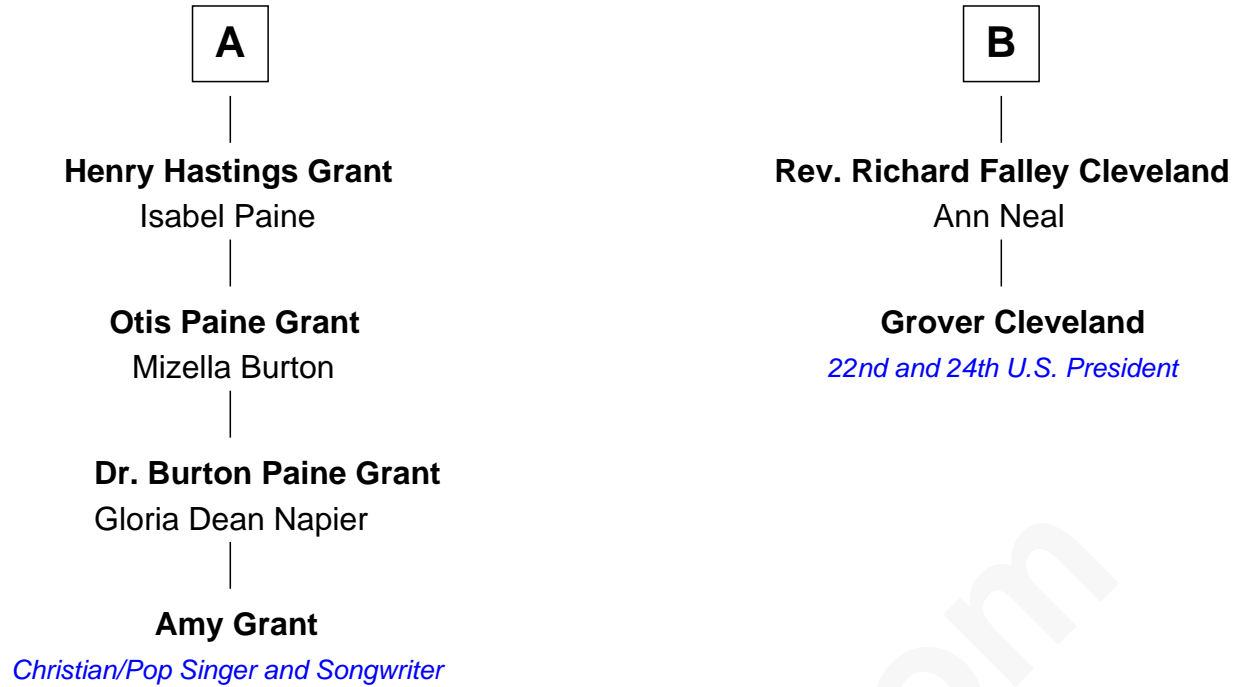 A
Henry Hastings Grant
Isabel Paine
Otis Paine Grant
Mizella Burton
Dr. Burton Paine Grant
Gloria Dean Napier
Amy Grant
Christian/Pop Singer and Songwriter
B
Rev. Richard Falley Cleveland
Ann Neal
Grover Cleveland
22nd and 24th U.S. President
om